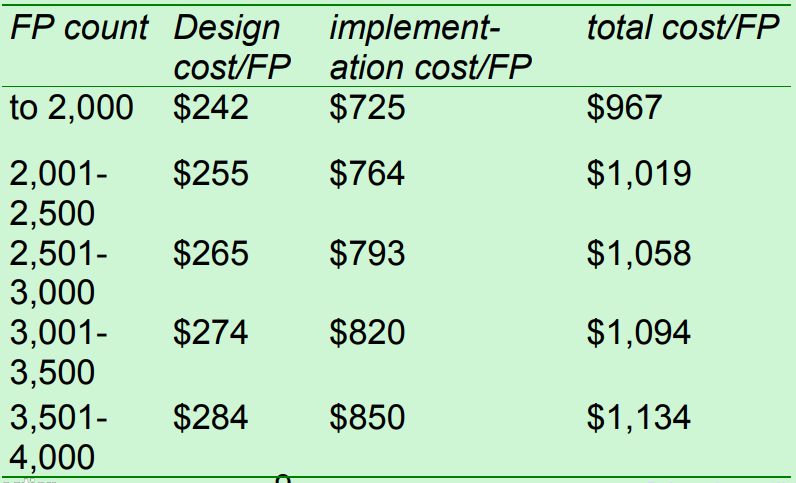 FP count Design implement- total cost/FP
cost/FP ation cost/FP
to 2,000 $242 $725 $967
2,001- $255 $764 $1,019
2,500
2,501- $265 $793 $1,058
3,000
3,001- $274 $820 $1,094
3,500
3,501- $284 $850 $1,134
4,000